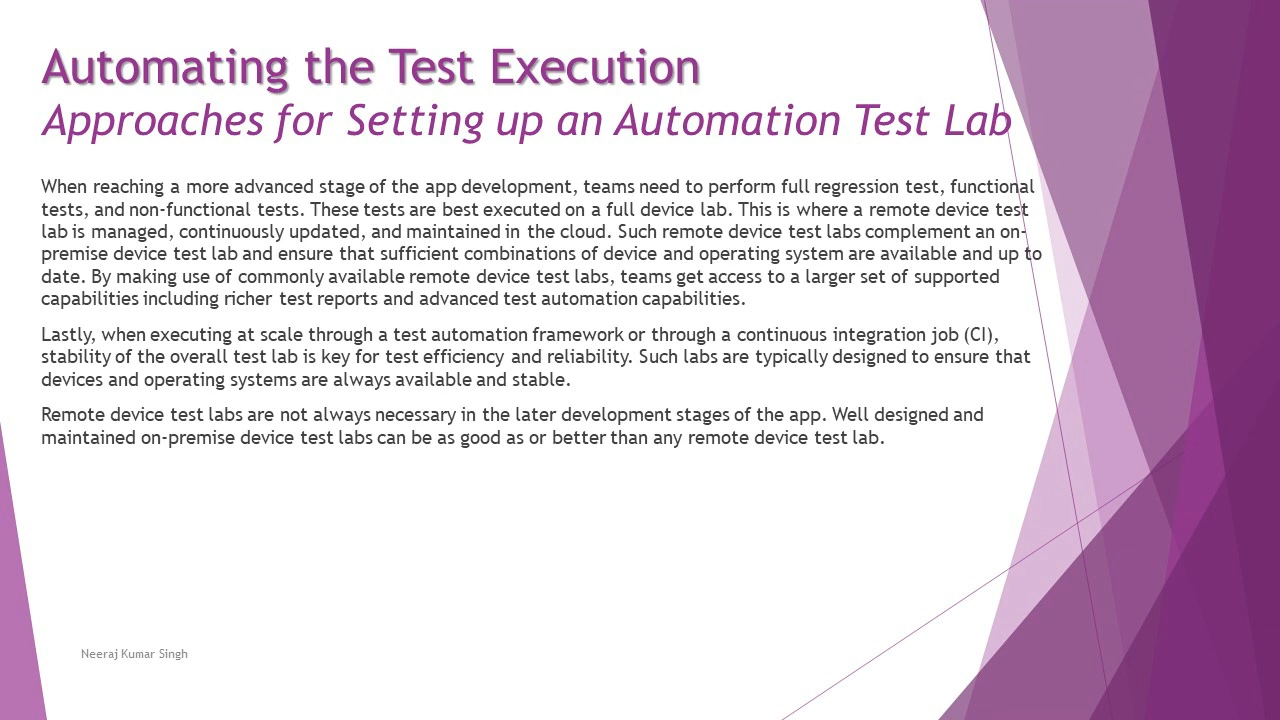 Automating the Test Execution
Approaches for Setting up an Automation Test Lab
When reaching a more advanced stage of the app development, teams need to perform full regression test, functional
tests, and non-functional tests. These tests are best executed on a full device lab. This is where a remote device test
lab is managed, continuously updated, and maintained in the cloud. Such remote device test labs complement an on-
premise device test lab and ensure that sufficient combinations of device and operating system are available and up to
date. By making use of commonly available remote device test labs, teams get access to a larger set of supported
capabilities including richer test reports and advanced test automation capabilities.
Lastly, when executing at scale through a test automation framework or through a continuous integration job (CI),
stability of the overall test lab is key for test efficiency and reliability. Such labs are typically designed to ensure that
devices and operating systems are always available and stable.
Remote device test labs are not always necessary in the later development stages of the app. Well designed and
maintained on-premise device test labs can be as good as or better than any remote device test lab.
Neeraj Kumar Singh